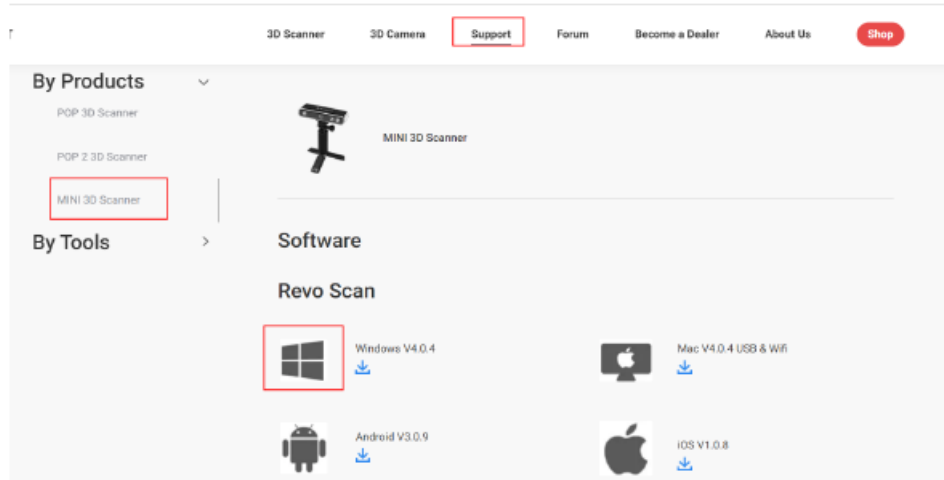 3D Scanner 3D Camera Support Forum Become a Dealer About Us Shop
By Products
POP 3D Scanner
POP 2 3D Scanner
MINI 3D Scanner
By Tools
MINI 3D Scanner
Software
Revo Scan
Windows V4.0.4
Mac V4.0.4 USB & Wifi
Android V3.0.9
iOS V1.0.8